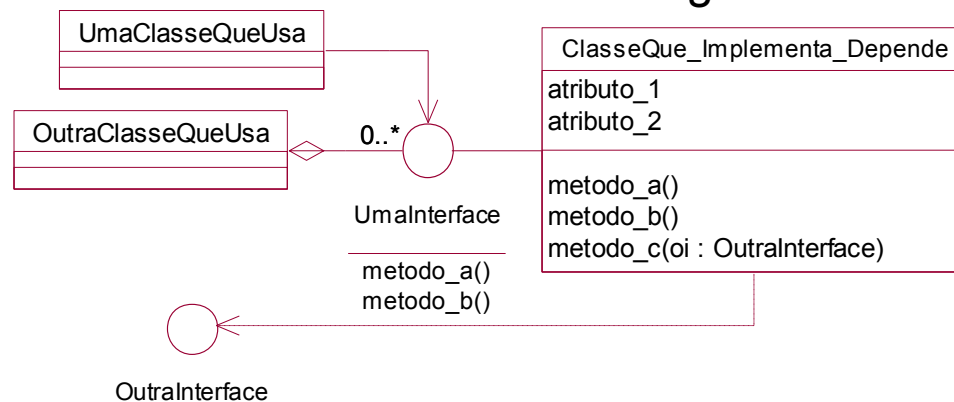 UmaClasseQueUsa
ClasseQue_Implementa_Depende
atributo_1
atributo_2
OutraClasseQueUsa
0..*
metodo_a()
metodo_b()
metodo_c(oi : OutraInterface)
UmaInterface
metodo_a()
metodo_b()
OutraInterface